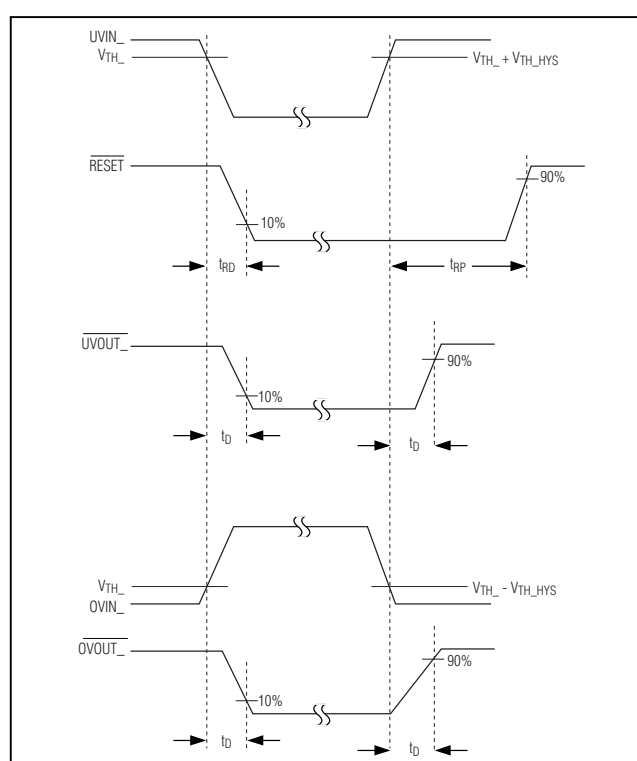 UVIN_
VTH_
VTH_ + VTH_HYS
RESET
90%
10%
tRD
tRP
UVOUT_
90%
10%
tD
tD
VTH_
VTH_ - VTH_HYS
OVIN_
OVOUT_
90%
10%
tD
tD